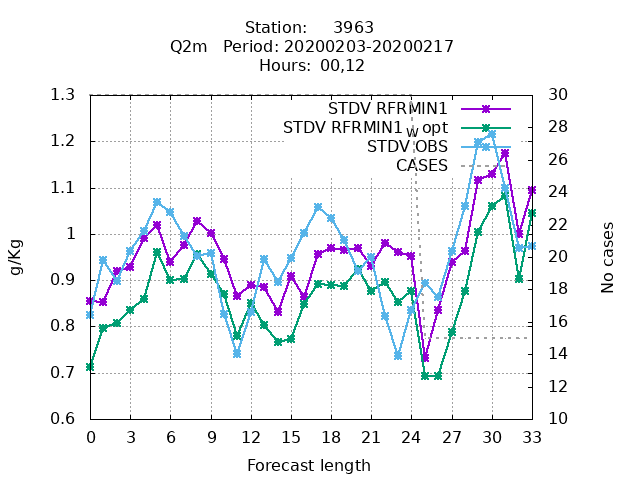 Station: 3963
Q2m Period: 20200203-20200217
Hours: 00,12
STDV RFRMIN1
STDV RFRMIN1_w opt
STDV OBS
CASES
1.3
1.2
1.1
1
0.9
0.8
0.7
0.6
g/Kg
30
28
26
24
22
20
18
16
14
12
10
No cases
0 3 6 9 12 15 18 21 24 27 30 33
Forecast length